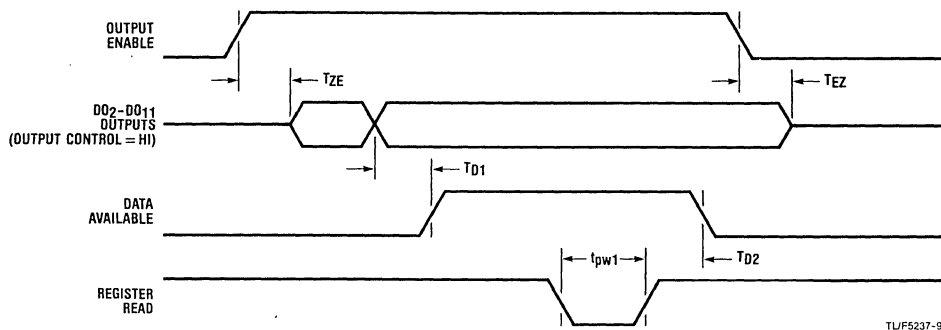 OUTPUT
ENABLE
TZE
TEZ
DO2–DO11
OUTPUTS
(OUTPUT CONTROL = HI)
TD1
DATA
AVAILABLE
TD2
tpw1
REGISTER
READ
TL/F5237-9